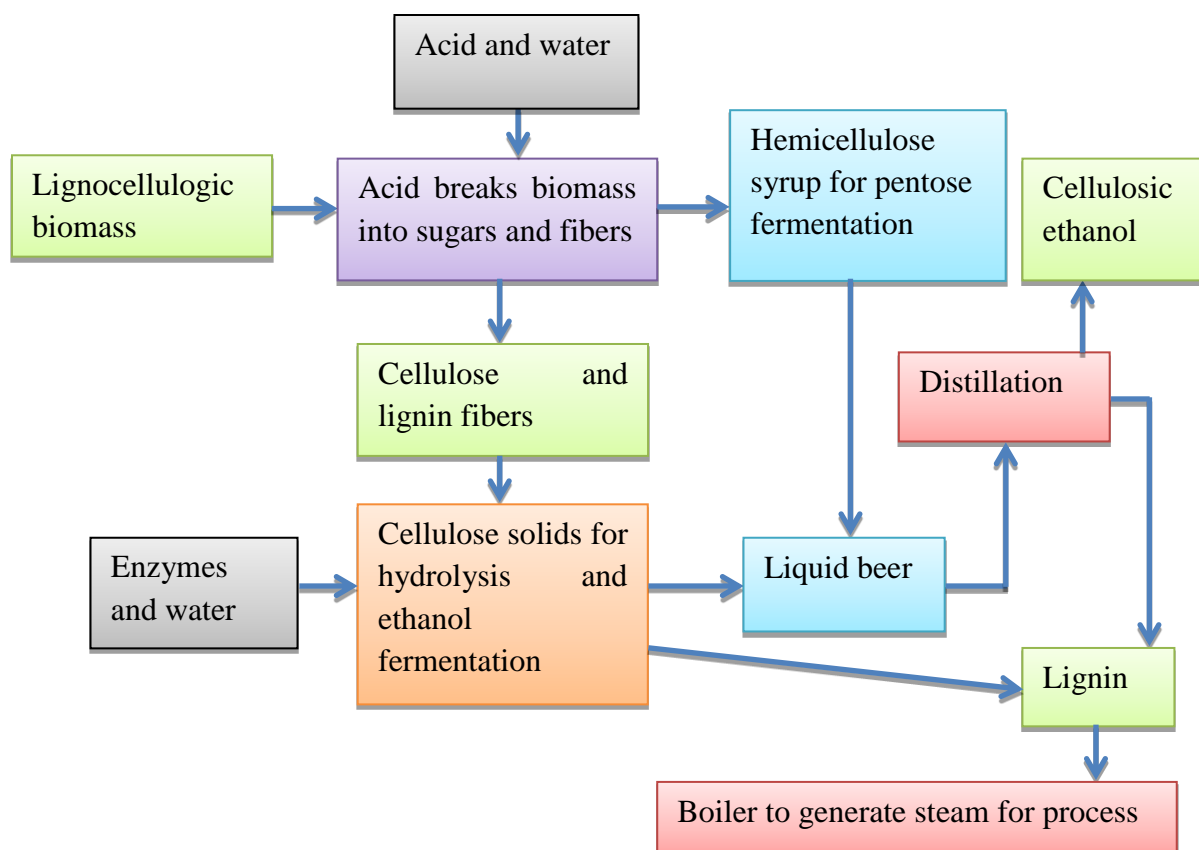 Acid and water
Lignocellulogic
biomass
Acid breaks biomass
into sugars and fibers
Hemicellulose
syrup for pentose
fermentation
Cellulosic
ethanol
Cellulose and
lignin fibers
Distillation
Enzymes
and water
Cellulose solids for
hydrolysis and
ethanol
fermentation
Liquid beer
Lignin
Boiler to generate steam for process